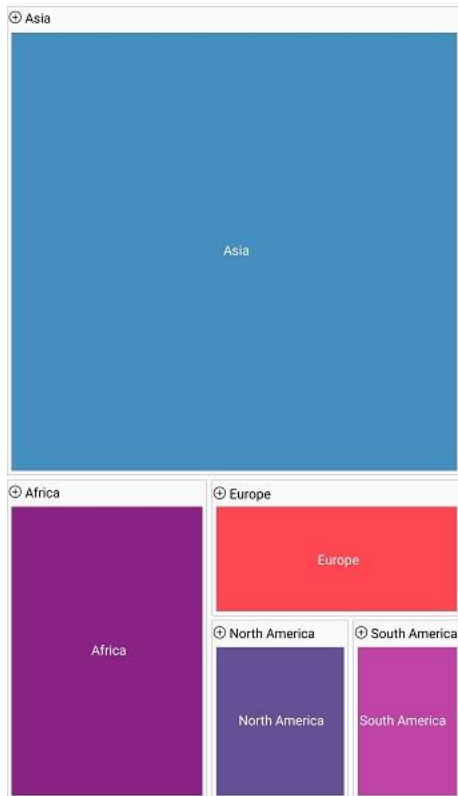 ⊕ Asia
Asia
⊕ Africa
⊕ Europe
Europe
Africa
⊕ North America
⊕ South America
North America
South America